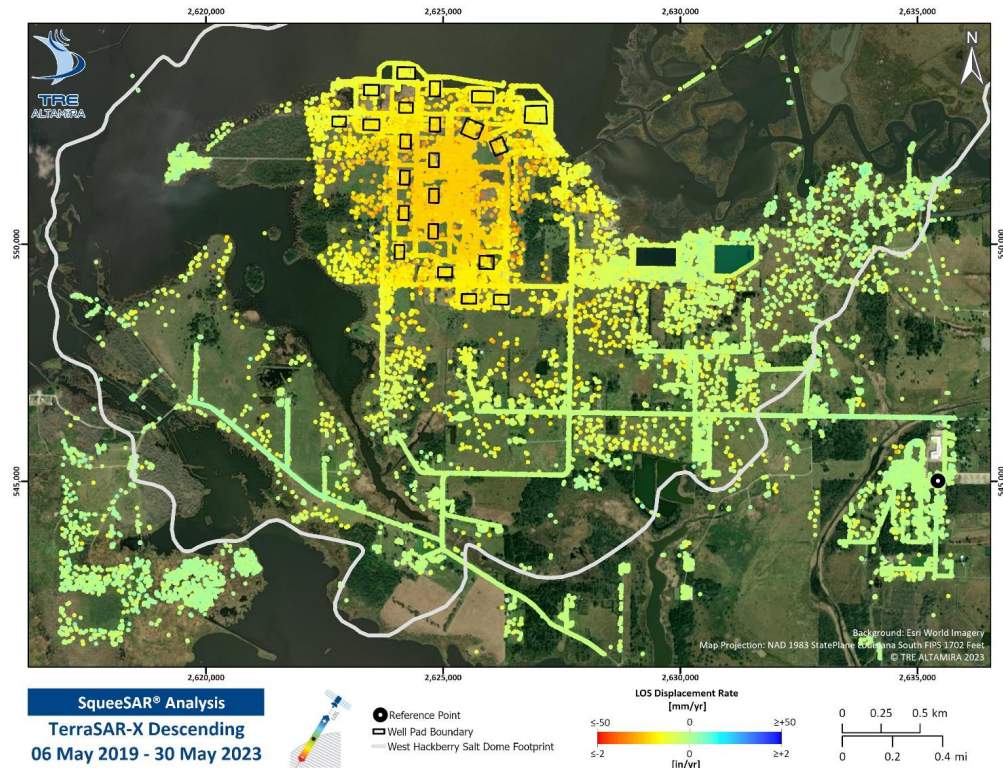 2,620,000
2,625,000
2,630,000
2,635,000
TRE
ALTAMIRA
N
550,000
550,000
545,000
545,000
Background: Esri World Imagery
Map Projection: NAD 1983 StatePlane Louisiana South FIPS 1702 Feet
© TRE ALTAMIRA 2023
2,620,000
2,625,000
2,630,000
2,635,000
SqueeSAR® Analysis
TerraSAR-X Descending
06 May 2019 - 30 May 2023
Reference Point
Well Pad Boundary
West Hackberry Salt Dome Footprint
LOS Displacement Rate
[mm/yr]
≤-50 0 ≥+50
≤-2 0 ≥+2
[in/yr]
0 0.25 0.5 km
0 0.2 0.4 mi